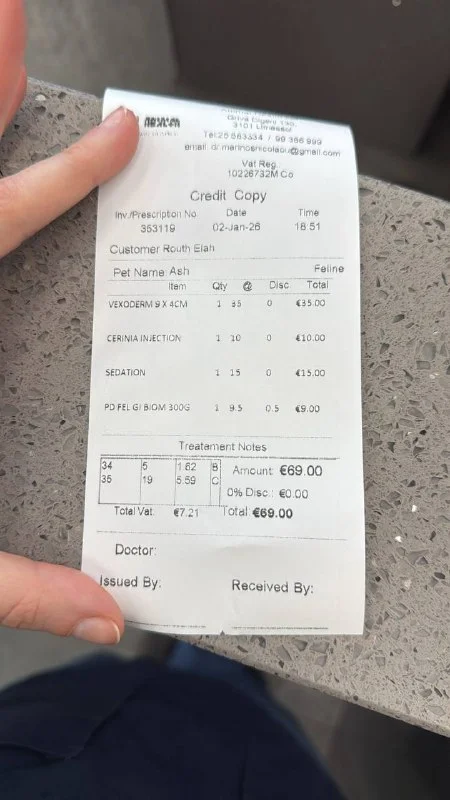 3101 Limassol
Tel:25 563334 / 99 366 999
email: dr.marinosnicolaou@gmail.com
Vat Reg.
10226732M Co
Credit Copy
Inv./Prescription No Date Time
353119 02-Jan-26 18:51
Customer Routh Elah
Pet Name Ash Feline
Item Qty @ Disc Total
VEXODERM 9 X 4CM 1 35 0 €35.00
CERINIA INJECTION 1 10 0 €10.00
SEDATION 1 15 0 €15.00
PD FEL GI BIOM 300G 1 9.5 0.5 €9.00
Treatement Notes
34 5 1.62 B Amount: €69.00
35 19 5.59 C
0% Disc.: €0.00
Total Vat. €7.21 Total: €69.00
Doctor:
Issued By: Received By: